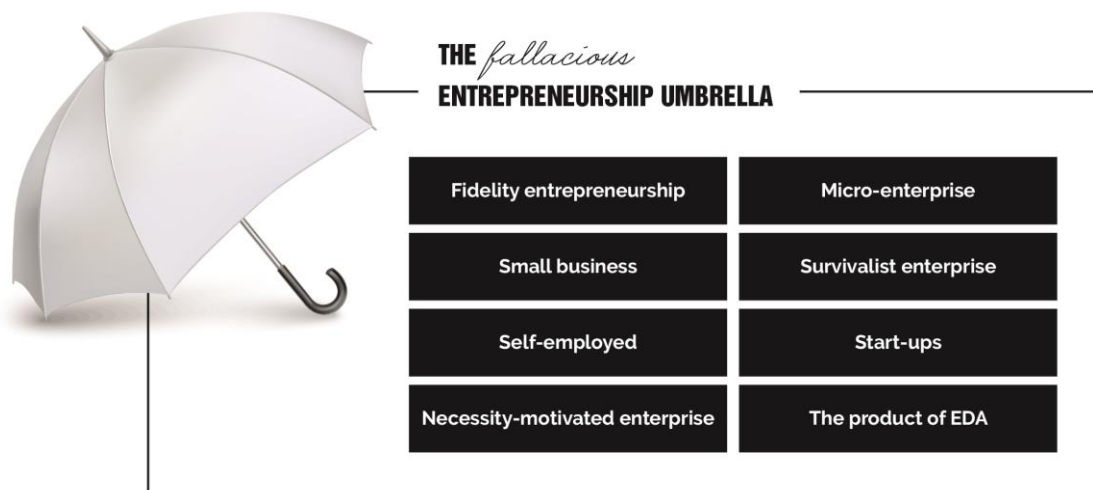 THE fallacious
ENTREPRENEURSHIP UMBRELLA
Fidelity entrepreneurship
Micro-enterprise
Small business
Survivalist enterprise
Self-employed
Start-ups
Necessity-motivated enterprise
The product of EDA